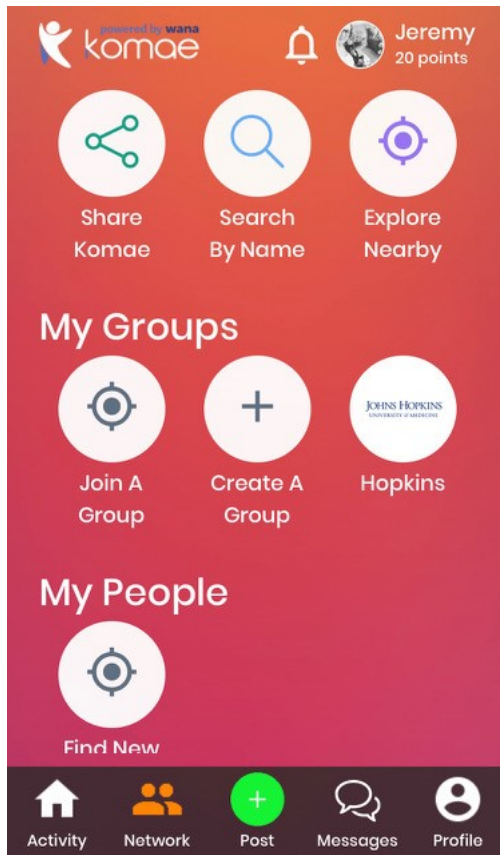 powered by wana
komae
Jeremy
20 points
Share
Komae
Search
By Name
Explore
Nearby
My Groups
Join A
Group
Create A
Group
JOHNS HOPKINS
UNIVERSITY & MEDICINE
Hopkins
My People
Find New
Activity
Network
Post
Messages
Profile